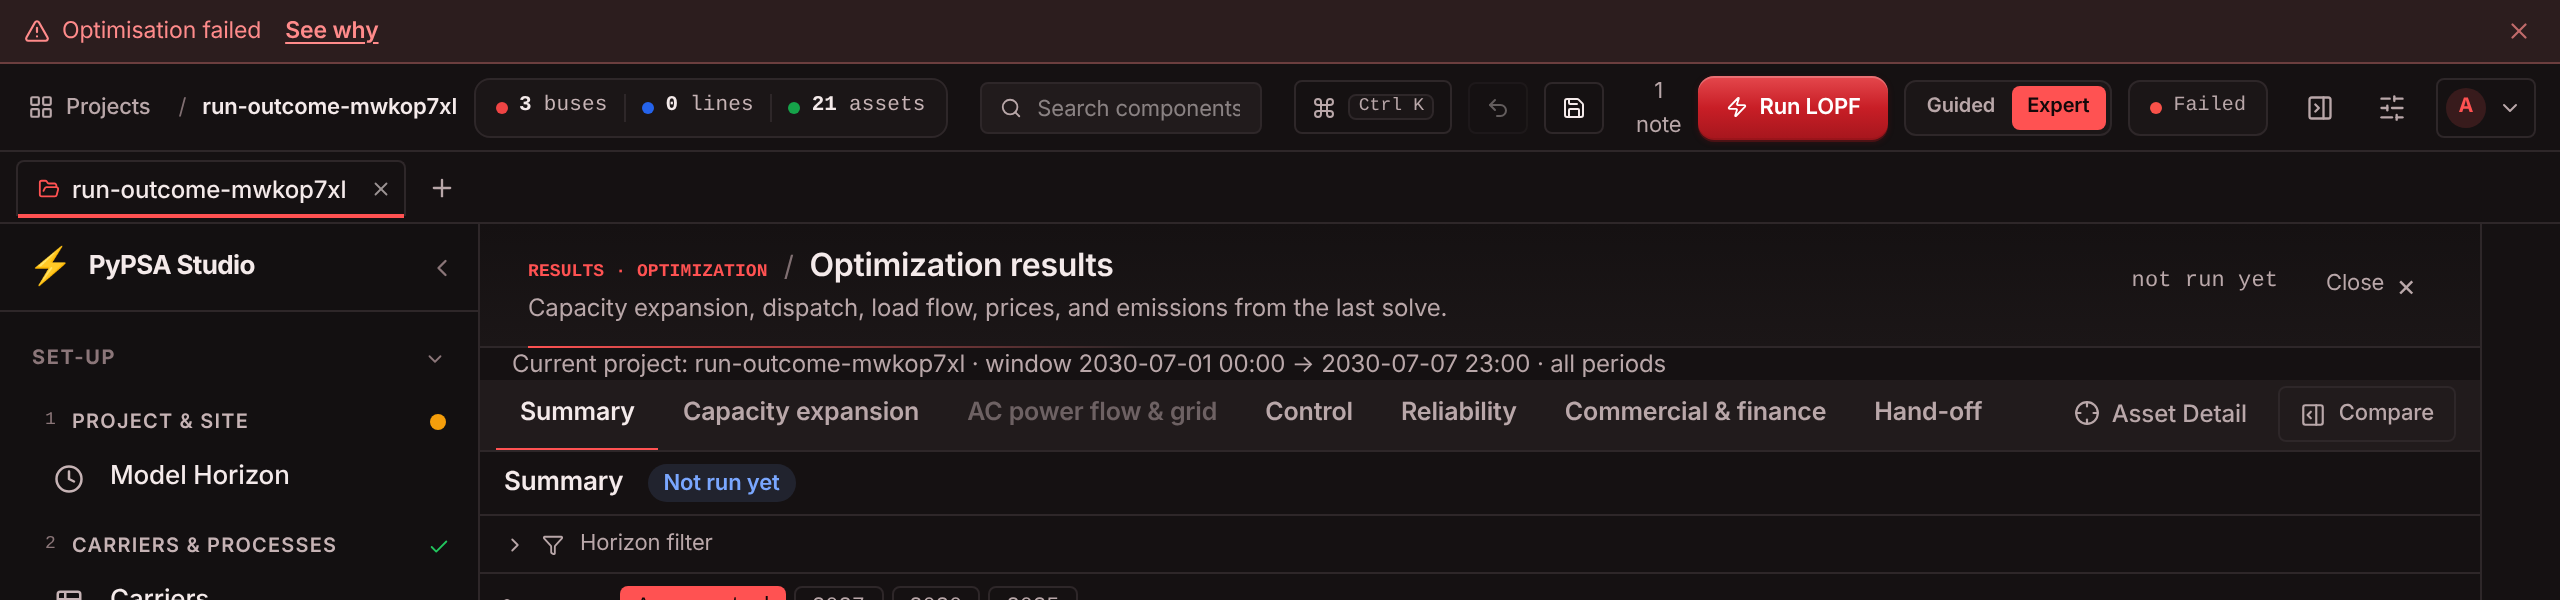 Optimisation failed See why
Projects / run-outcome-mwkop7xl 3 buses 0 lines 21 assets Search components Ctrl K 1 note Run LOPF Guided Expert Failed A
run-outcome-mwkop7xl
PyPSA Studio
RESULTS · OPTIMIZATION / Optimization results
Capacity expansion, dispatch, load flow, prices, and emissions from the last solve.
not run yet Close
SET-UP
Current project: run-outcome-mwkop7xl · window 2030-07-01 00:00 → 2030-07-07 23:00 · all periods
1 PROJECT & SITE
Summary Capacity expansion AC power flow & grid Control Reliability Commercial & finance Hand-off Asset Detail Compare
Model Horizon
Summary Not run yet
2 CARRIERS & PROCESSES
Horizon filter
Carriers